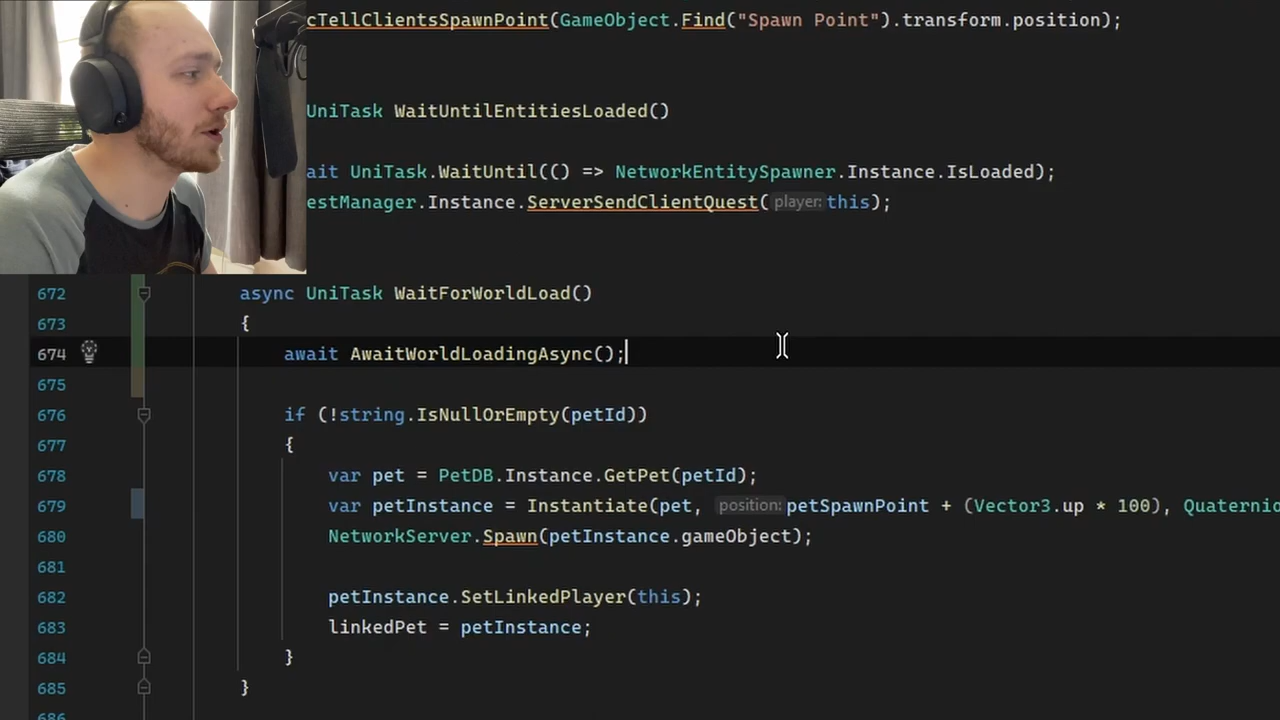 cTellClientsSpawnPoint(GameObject.Find("Spawn Point").transform.position);
UniTask WaitUntilEntitiesLoaded()
ait UniTask.WaitUntil(() => NetworkEntitySpawner.Instance.IsLoaded);
estManager.Instance.ServerSendClientQuest(player:this);
672 async UniTask WaitForWorldLoad()
673 {
674 await AwaitWorldLoadingAsync();
675
676 if (!string.IsNullOrEmpty(petId))
677 {
678 var pet = PetDB.Instance.GetPet(petId);
679 var petInstance = Instantiate(pet, position:petSpawnPoint + (Vector3.up * 100), Quaternio
680 NetworkServer.Spawn(petInstance.gameObject);
681
682 petInstance.SetLinkedPlayer(this);
683 linkedPet = petInstance;
684 }
685 }
686